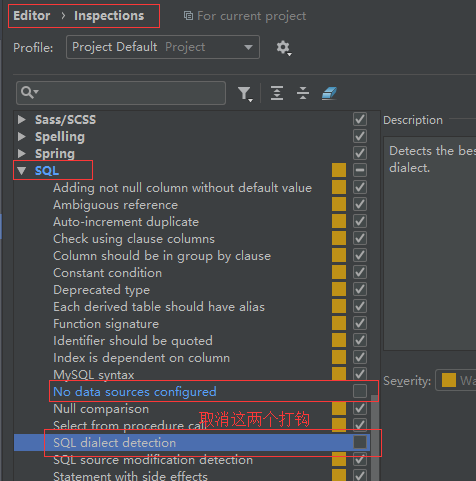 Editor › Inspections
For current project
Profile: Project Default Project
Sass/SCSS
Spelling
Spring
SQL
Adding not null column without default value
Ambiguous reference
Auto-increment duplicate
Check using clause columns
Column should be in group by clause
Constant condition
Deprecated type
Each derived table should have alias
Function signature
Identifier should be quoted
Index is dependent on column
MySQL syntax
No data sources configured
Null comparison
取消这两个打钩
Select from procedure call
SQL dialect detection
SQL source modification detection
Statement with side effects
Description
Detects the bes
dialect.
Severity: Wa